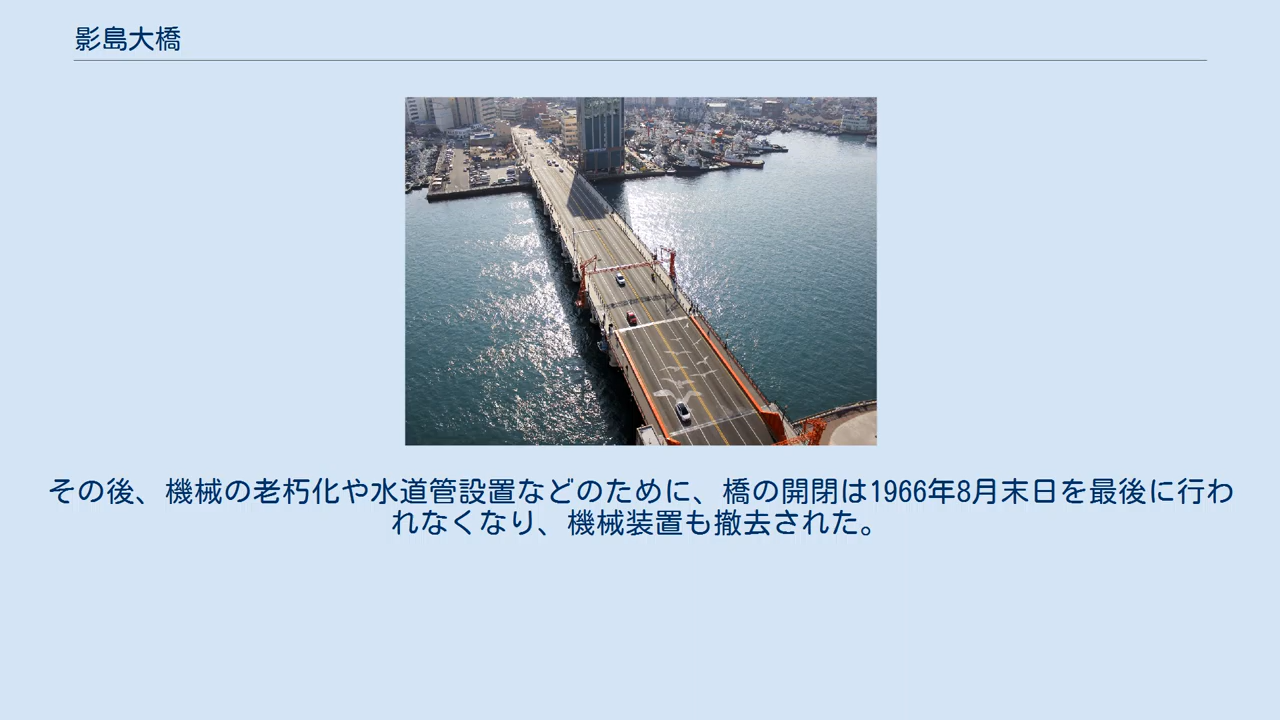 影島大橋
その後、機械の老朽化や水道管設置などのために、橋の開閉は1966年8月末日を最後に行わ
れなくなり、機械装置も撤去された。